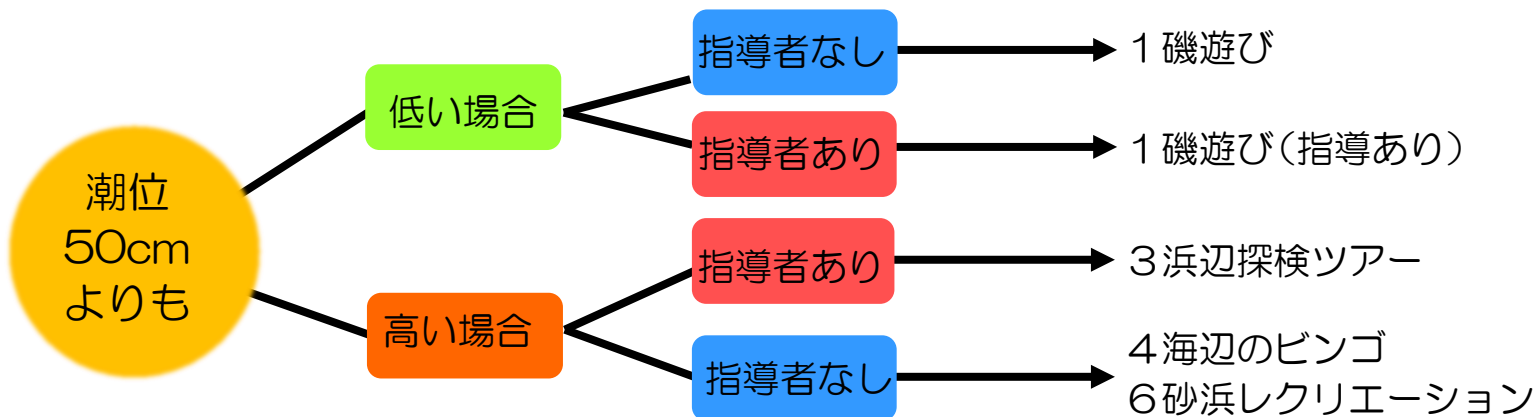 潮位
50cm
よりも
低い場合
指導者なし
１磯遊び
指導者あり
１磯遊び（指導あり）
高い場合
指導者あり
３浜辺探検ツアー
指導者なし
４海辺のビンゴ
６砂浜レクリエーション